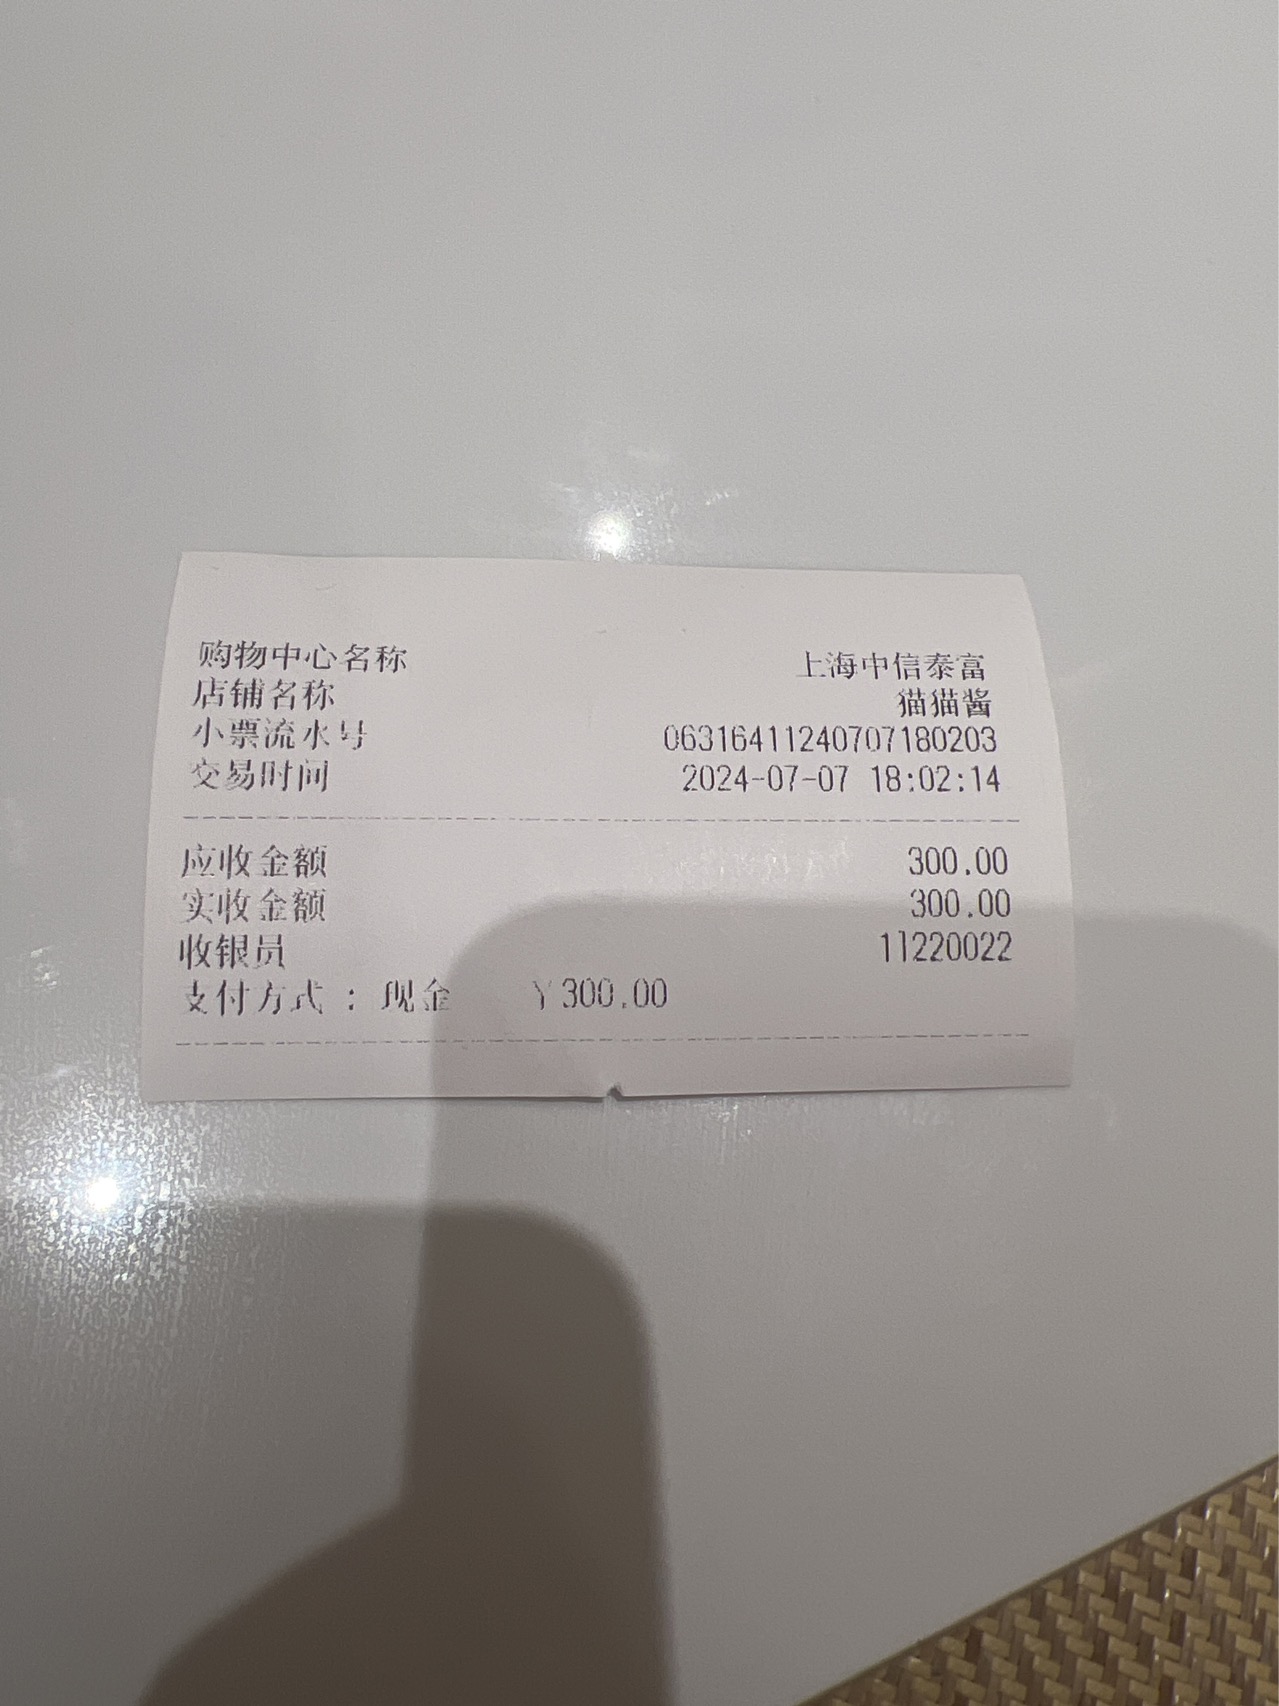 购物中心名称 上海中信泰富
店铺名称 猫猫酱
小票流水号 06316411240707180203
交易时间 2024-07-07 18:02:14
应收金额 300.00
实收金额 300.00
收银员 11220022
支付方式 : 现金 ¥300.00